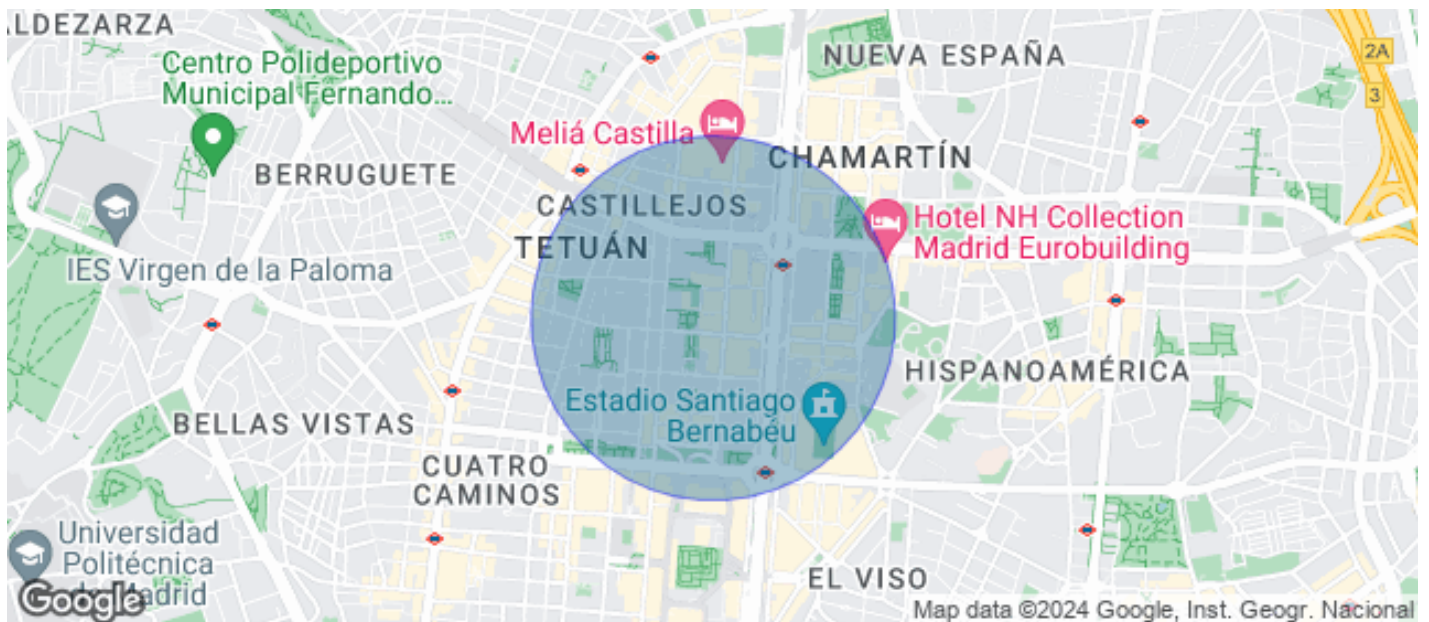 ALDEZARZA
NUEVA ESPAÑA
2A
3
Centro Polideportivo
Municipal Fernando...
Meliá Castilla
CHAMARTÍN
BERRUGUETE
CASTILLEJOS
Hotel NH Collection
Madrid Eurobuilding
TETUÁN
IES Virgen de la Paloma
HISPANOAMÉRICA
Estadio Santiago
Bernabéu
BELLAS VISTAS
CUATRO
CAMINOS
Universidad
Politécnica
de Madrid
EL VISO
Google
Map data ©2024 Google, Inst. Geogr. Nacional